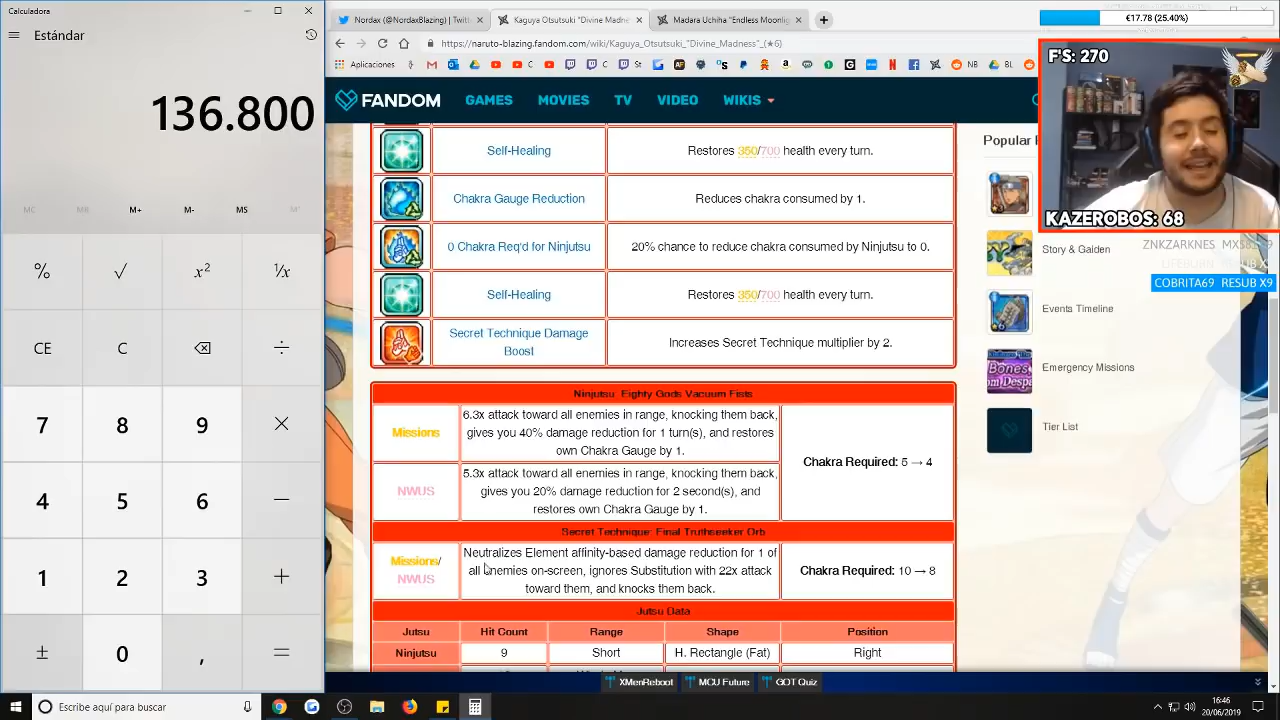 Calculadora
Estándar
136.800
MC MR M+ M- MS M˅
% √ x² ¹/x
CE C ÷
7 8 9 ×
4 5 6 −
1 2 3 +
± 0 , =
Nordax (@NordaxBlazing) | Twitt
Kaguya Otsutsuki "Divine Madness"
Madara Uchiha "Endless Moonlig
https://naruto-blazing.fandom.com/wiki/Kaguya_Otsutsuki_"Divine_Madness"_(★6)
NB
BL
FANDOM
GAMES MOVIES TV VIDEO WIKIS
Self-Healing Restores 350/700 health every turn.
Chakra Gauge Reduction Reduces chakra consumed by 1.
0 Chakra Req'd for Ninjutsu 20% chance to reduce chakra consumed by Ninjutsu to 0.
Self-Healing Restores 350/700 health every turn.
Secret Technique Damage
Boost
Increases Secret Technique multiplier by 2.
Ninjutsu: Eighty Gods Vacuum Fists
Missions
6.3x attack toward all enemies in range, knocking them back,
gives you 40% damage reduction for 1 turn(s), and restores
own Chakra Gauge by 1.
NWUS
5.3x attack toward all enemies in range, knocking them back,
gives you 20% damage reduction for 2 second(s), and
restores own Chakra Gauge by 1.
Chakra Required: 5 → 4
Secret Technique: Final Truthseeker Orb
Missions/
NWUS
Neutralizes Element affinity-based damage reduction for 1 of
all enemies on-screen, ignores Substitution with 22x attack
toward them, and knocks them back.
Chakra Required: 10 → 8
Jutsu Data
Jutsu Hit Count Range Shape Position
Ninjutsu 9 Short H. Rectangle (Fat) Right
Popular
Story & Gaiden
Events Timeline
Emergency Missions
Tier List
€17.78 (25.40%)
F'S: 270
KAZEROBOS: 68
ZNKZARKNES
COBRITA69 RESUB X9
XMenReboot MCU Future GOT Quiz
Escribe aquí para buscar
16:46
20/06/2019